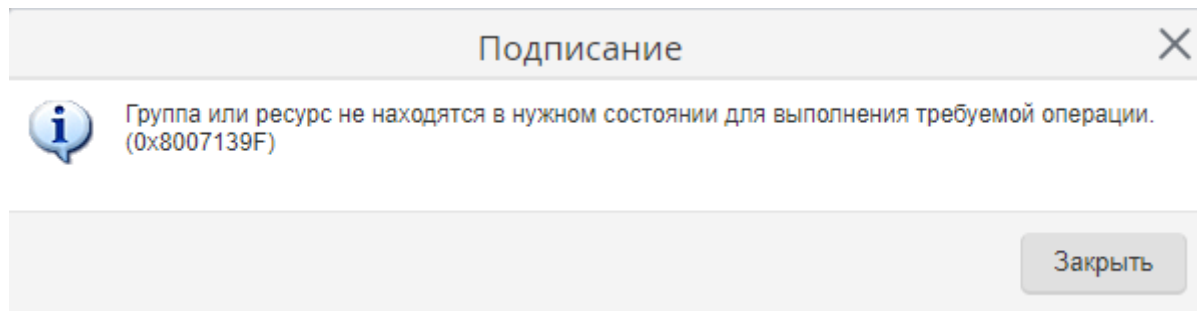 Подписание
Группа или ресурс не находятся в нужном состоянии для выполнения требуемой операции.
(0x8007139F)
Закрыть